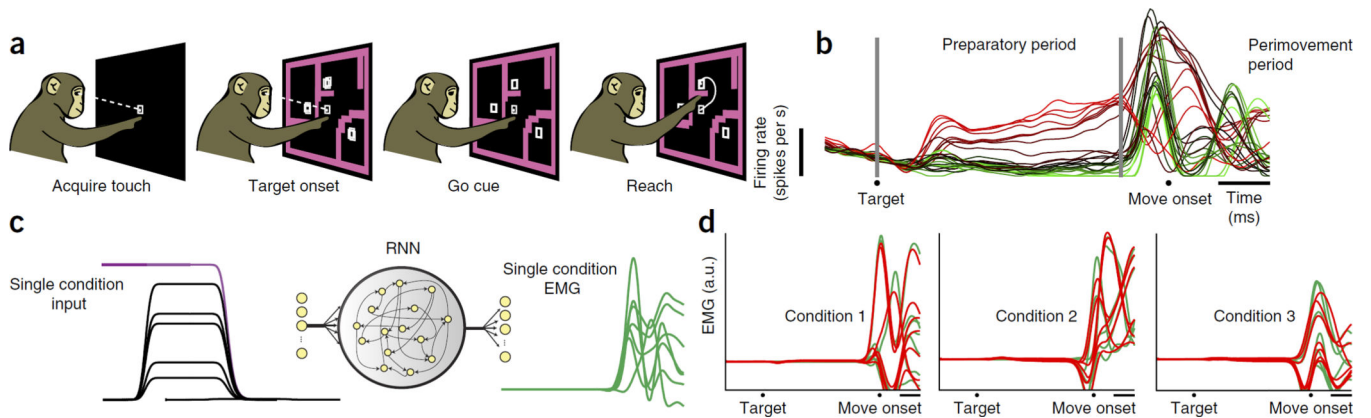 a
Acquire touch
Target onset
Go cue
Reach
b
Preparatory period
Perimovement
period
Firing rate
(spikes per s)
Target
Move onset
Time
(ms)
c
Single condition
input
RNN
Single condition
EMG
d
EMG (a.u.)
Condition 1
Condition 2
Condition 3
Target
Move onset
Target
Move onset
Target
Move onset